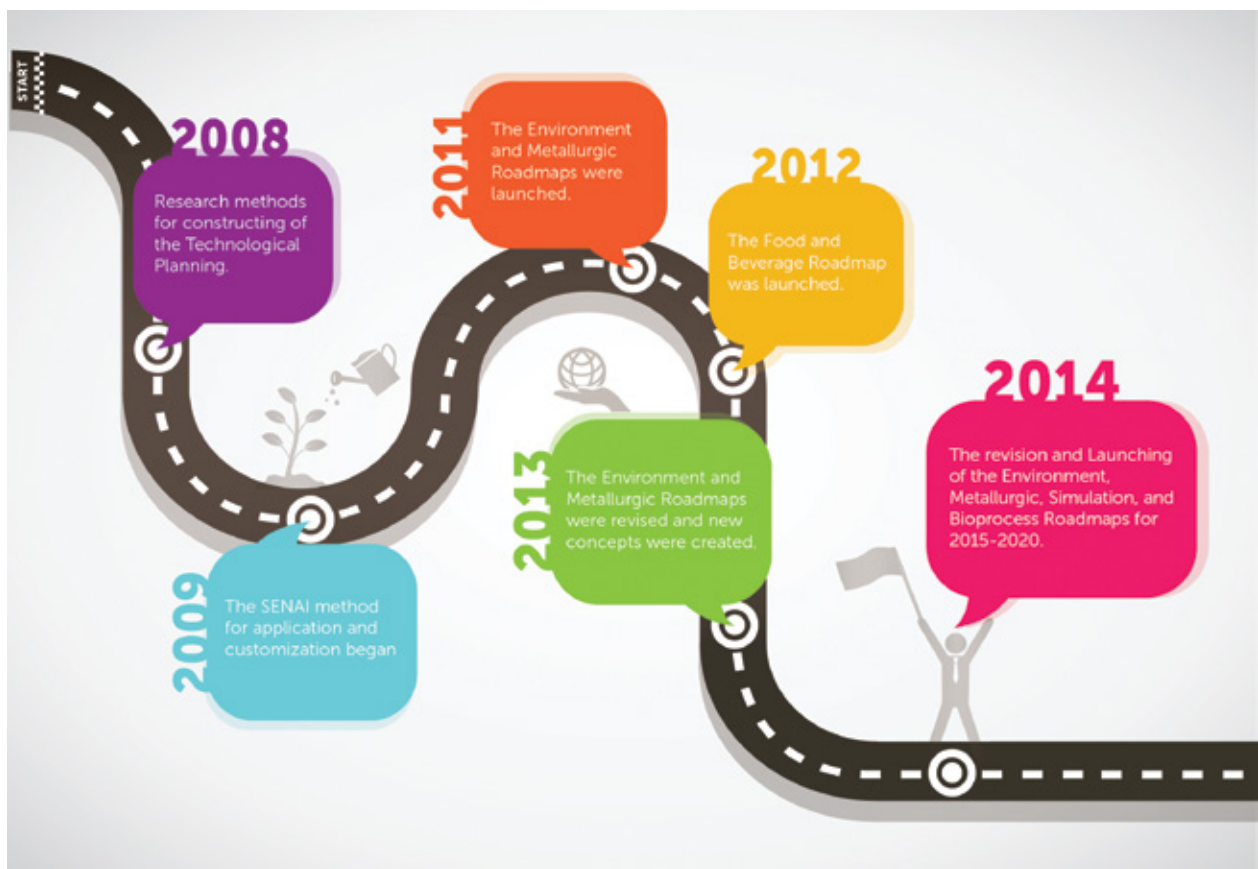 START
2008
Research methods
for constructing of
the Technological
Planning.
2009
The SENAI method
for application and
customization began
2011
The Environment
and Metallurgic
Roadmaps were
launched.
2012
The Food and
Beverage Roadmap
was launched.
2013
The Environment and
Metallurgic Roadmaps
were revised and new
concepts were created.
2014
The revision and Launching
of the Environment,
Metallurgic, Simulation, and
Bioprocess Roadmaps for
2015-2020.